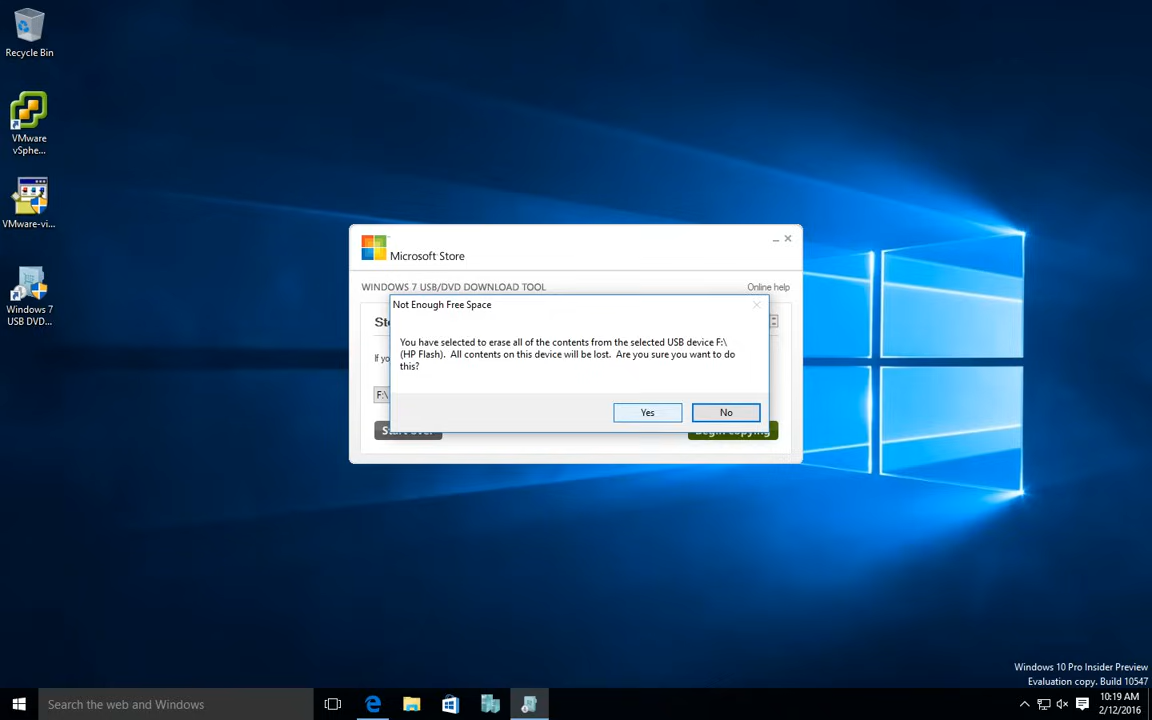 Recycle Bin
VMware
vSphe...
VMware-vi...
Windows 7
USB DVD...
Microsoft Store
WINDOWS 7 USB/DVD DOWNLOAD TOOL
Online help
Not Enough Free Space
You have selected to erase all of the contents from the selected USB device F:\
(HP Flash). All contents on this device will be lost. Are you sure you want to do
this?
F:\
Yes
No
Start over
Begin copying
Windows 10 Pro Insider Preview
Evaluation copy. Build 10547
Search the web and Windows
10:19 AM
2/12/2016